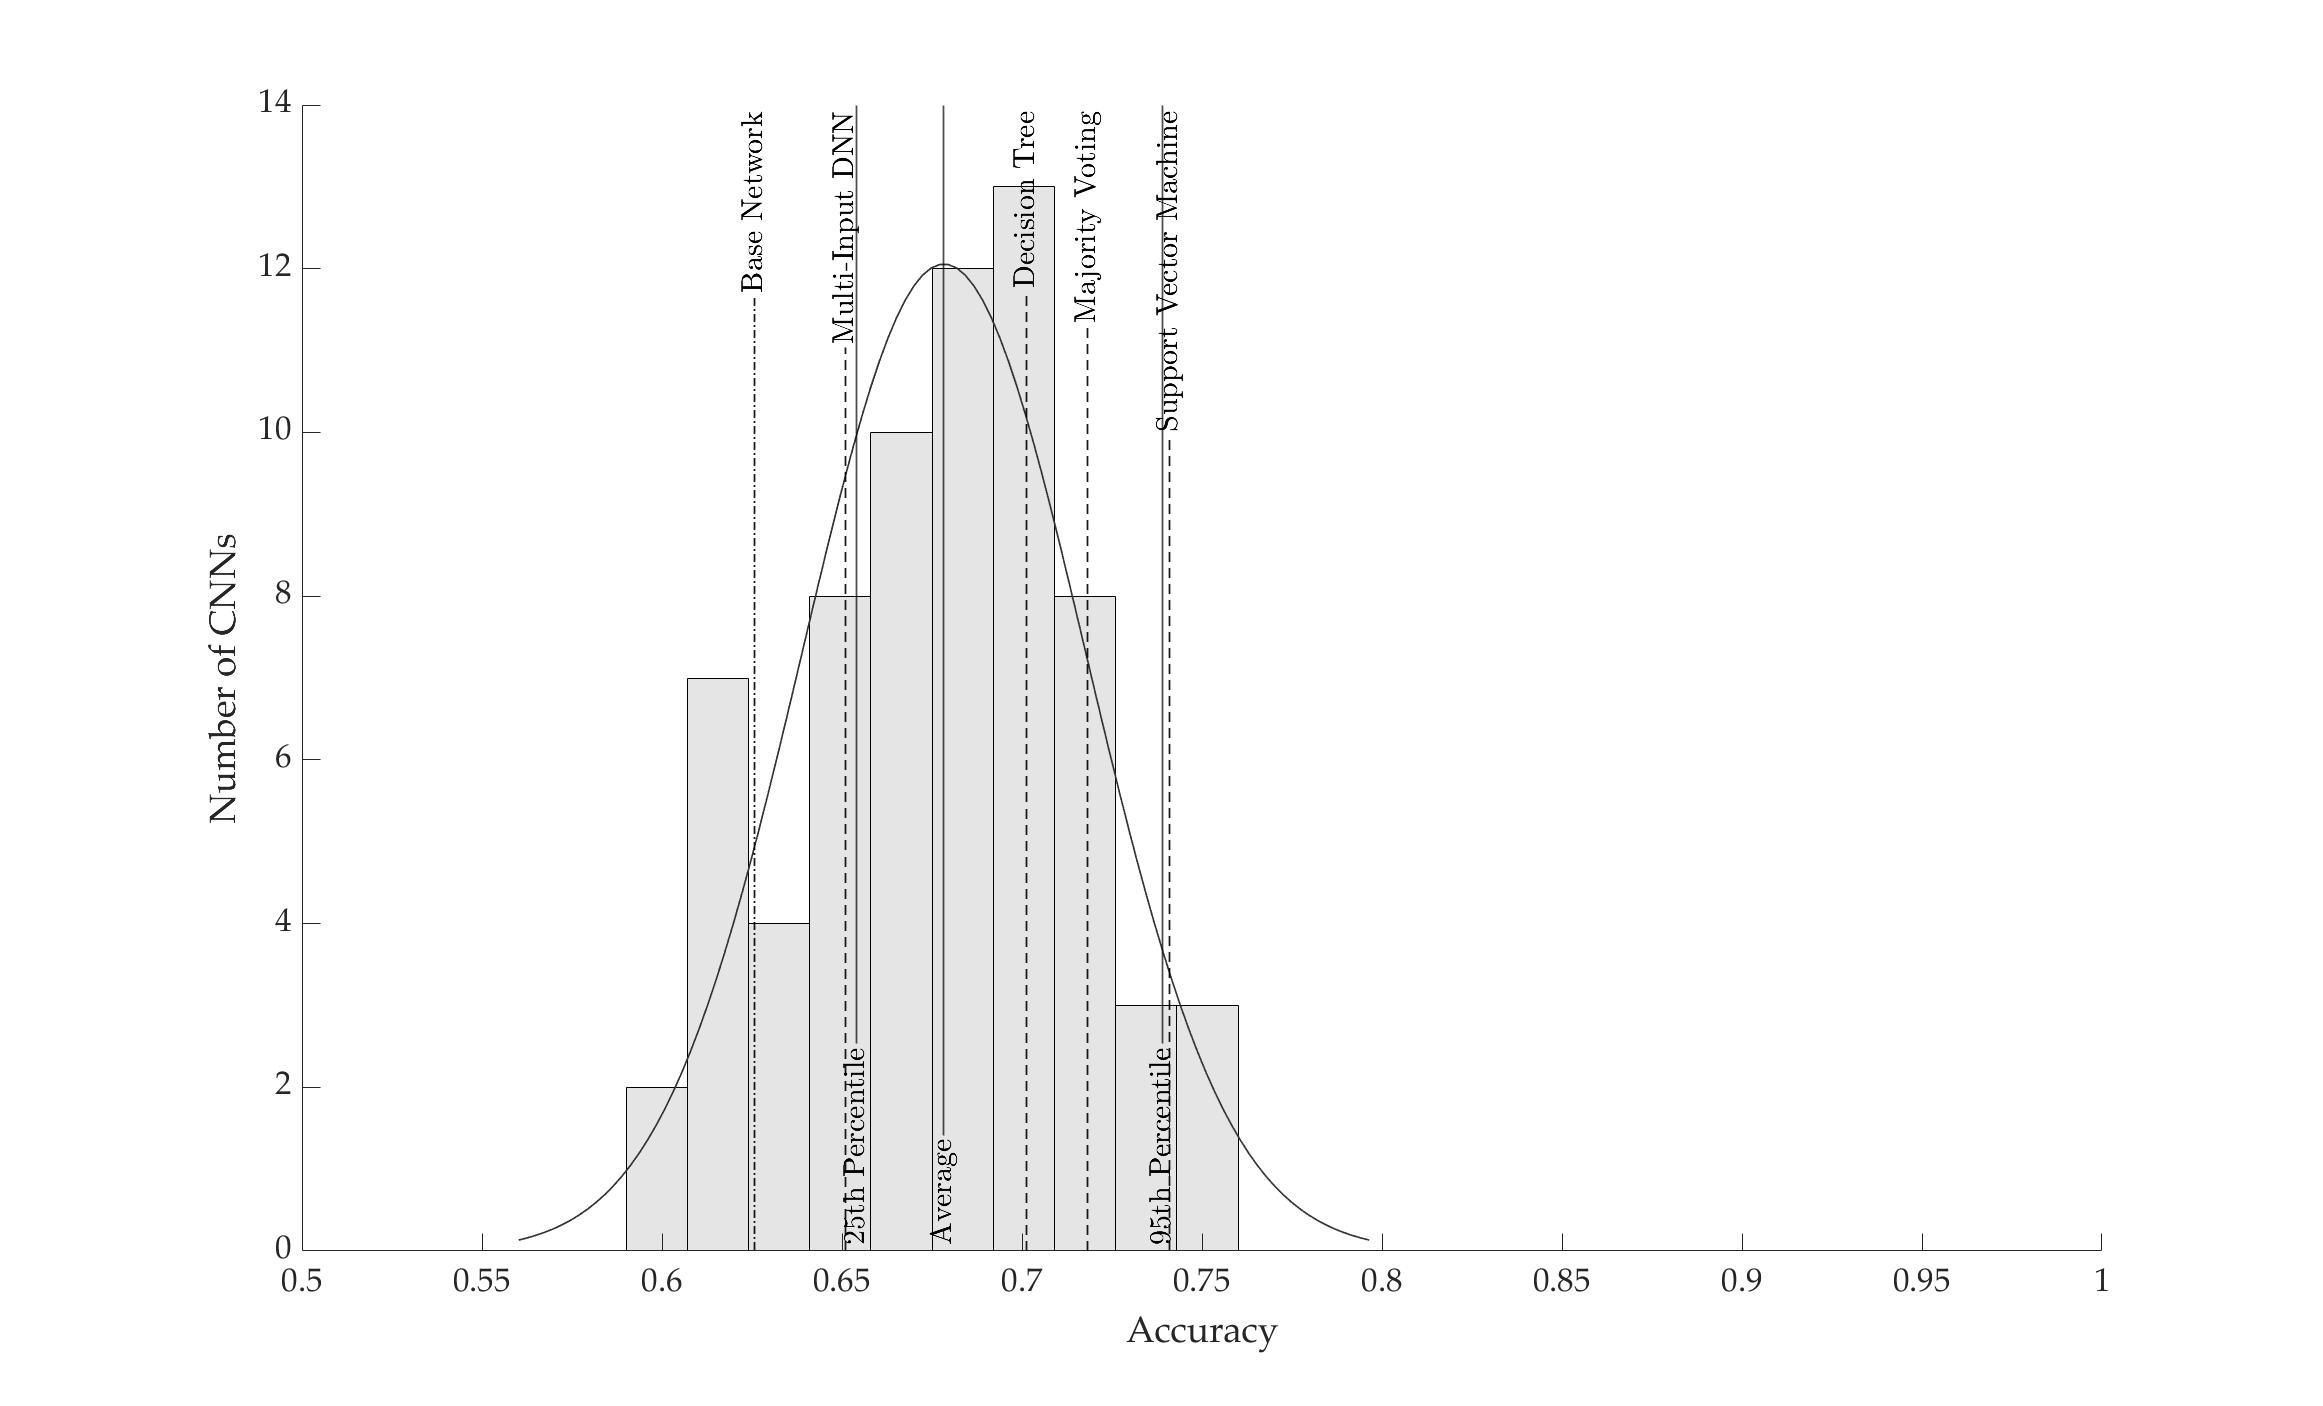 14
12
10
8
6
4
2
0
Number of CNNs
Base Network
Multi-Input DNN
Decision Tree
Majority Voting
Support Vector Machine
25th Percentile
Average
95th Percentile
0.5 0.55 0.6 0.65 0.7 0.75 0.8 0.85 0.9 0.95 1
Accuracy